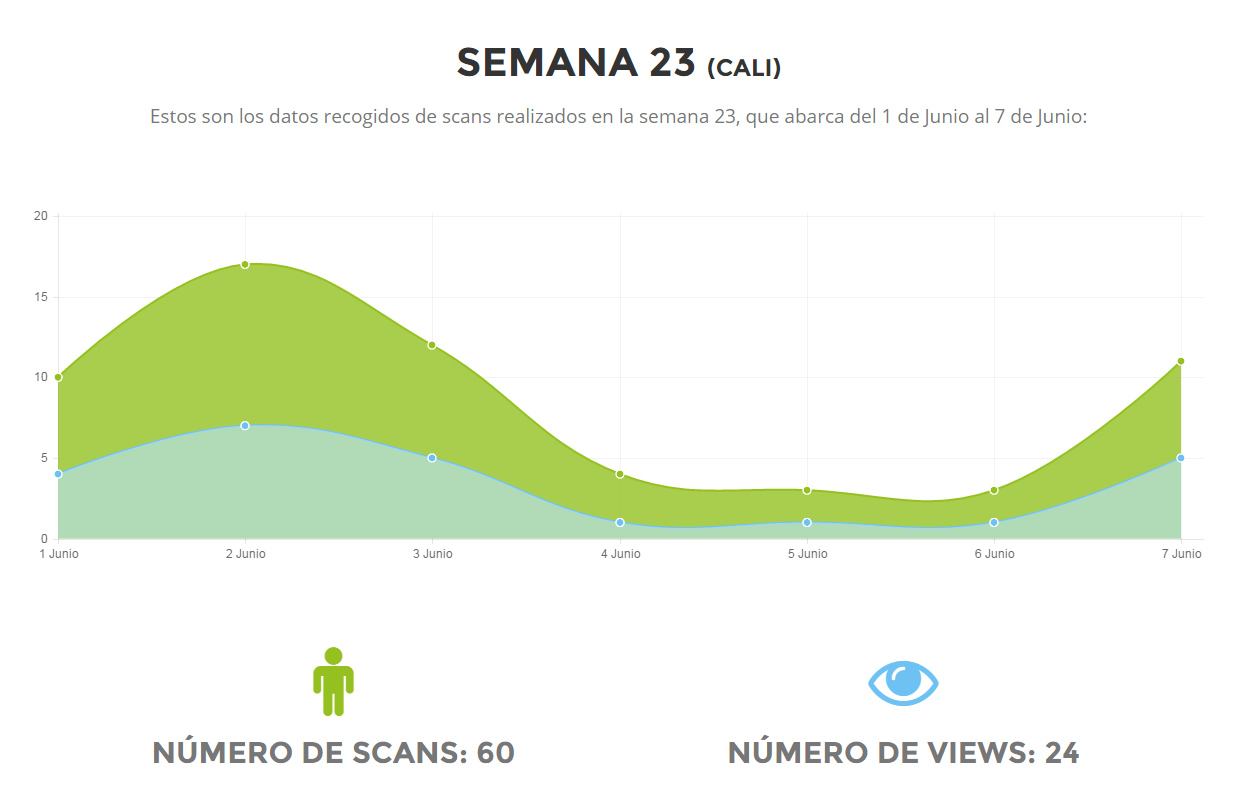 SEMANA 23 (CALI)
Estos son los datos recogidos de scans realizados en la semana 23, que abarca del 1 de Junio al 7 de Junio:
20
15
10
5
0
1 Junio 2 Junio 3 Junio 4 Junio 5 Junio 6 Junio 7 Junio
NÚMERO DE SCANS: 60
NÚMERO DE VIEWS: 24